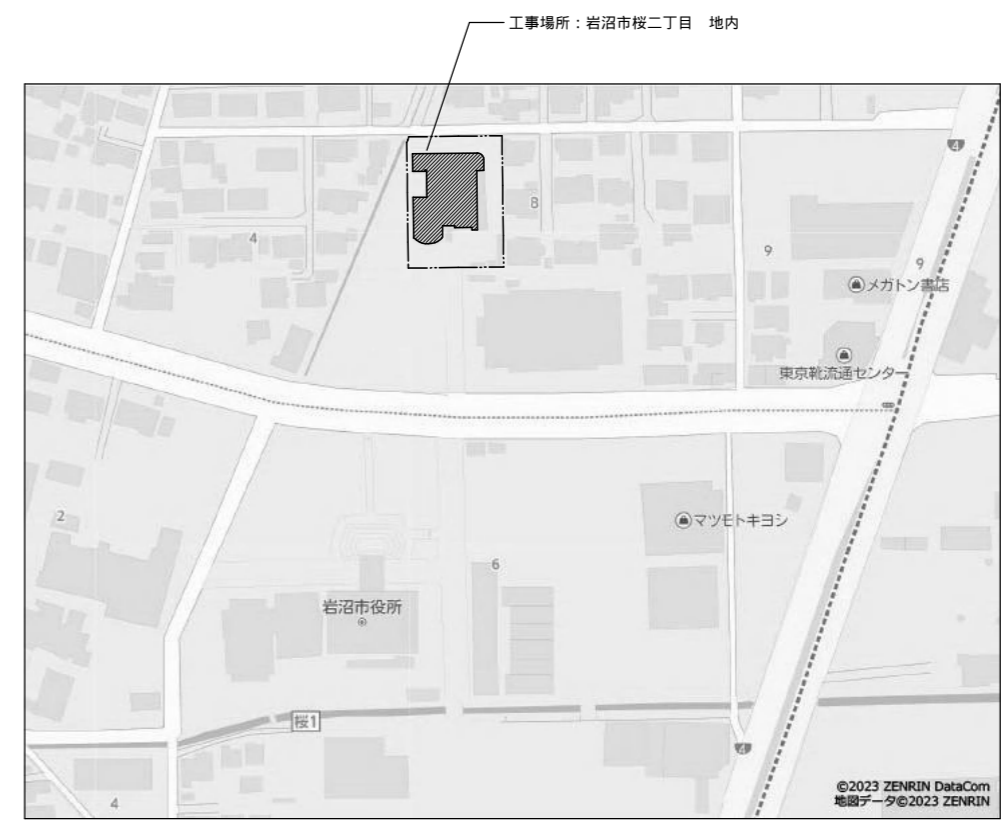 工事場所：岩沼市桜二丁目　地内
4
8
4
9
9
メガトン書店
東京靴流通センター
2
マツモトキヨシ
6
岩沼市役所
桜1
4
4
©2023 ZENRIN DataCom
地図データ©2023 ZENRIN